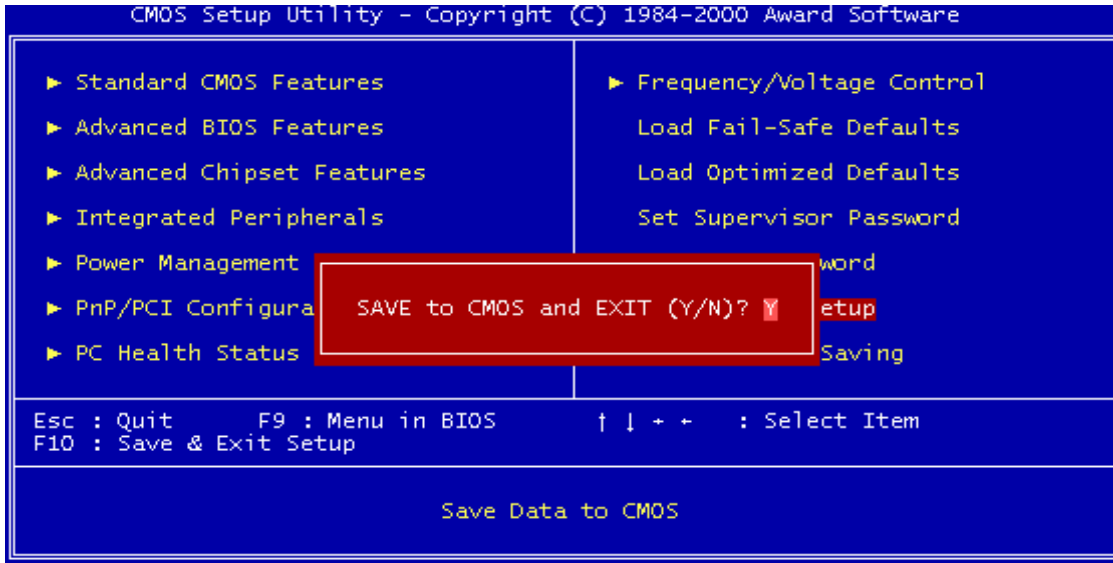 CMOS Setup Utility - Copyright (C) 1984-2000 Award Software
► Standard CMOS Features
► Advanced BIOS Features
► Advanced Chipset Features
► Integrated Peripherals
► Power Management
► PnP/PCI Configura
► PC Health Status
► Frequency/Voltage Control
Load Fail-Safe Defaults
Load Optimized Defaults
Set Supervisor Password
word
etup
Saving
SAVE to CMOS and EXIT (Y/N)? Y
Esc : Quit F9 : Menu in BIOS ↑ ↓ → ← : Select Item
F10 : Save & Exit Setup
Save Data to CMOS